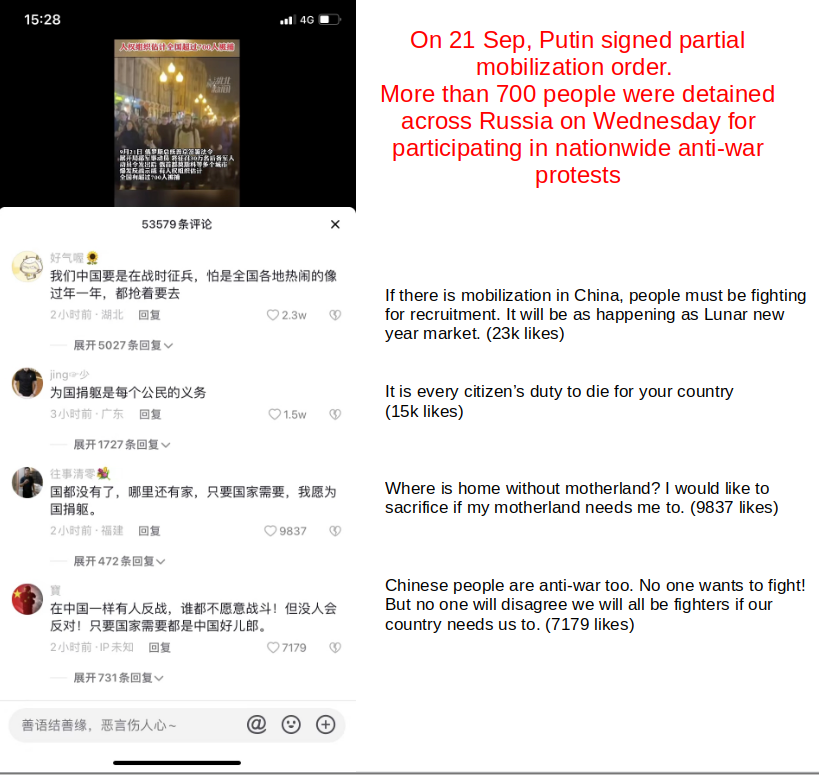 15:28
4G
人权组织估计全国超过700人被捕
9月21日 俄罗斯总统普京签署法令
展开局部军事动员 将征召30万名后备军人
动员令发出后 俄首都莫斯科等多个城市
爆发反战示威 有人权组织估计
全国有超过700人被捕
53579条评论
好气喔🌻
我们中国要是在战时征兵，怕是全国各地热闹的像
过年一年，都抢着要去
2小时前·湖北 回复 2.3w
展开5027条回复
jing☞少
为国捐躯是每个公民的义务
3小时前·广东 回复 1.5w
展开1727条回复
往事清零
国都没有了，哪里还有家，只要国家需要，我愿为
国捐躯。
2小时前·福建 回复 9837
展开472条回复
寶
在中国一样有人反战，谁都不愿意战斗！但没人会
反对！只要国家需要都是中国好儿郎。
2小时前·IP未知 回复 7179
展开731条回复
善语结善缘，恶言伤人心~
On 21 Sep, Putin signed partial
mobilization order.
More than 700 people were detained
across Russia on Wednesday for
participating in nationwide anti-war
protests
If there is mobilization in China, people must be fighting
for recruitment. It will be as happening as Lunar new
year market. (23k likes)
It is every citizen’s duty to die for your country
(15k likes)
Where is home without motherland? I would like to
sacrifice if my motherland needs me to. (9837 likes)
Chinese people are anti-war too. No one wants to fight!
But no one will disagree we will all be fighters if our
country needs us to. (7179 likes)